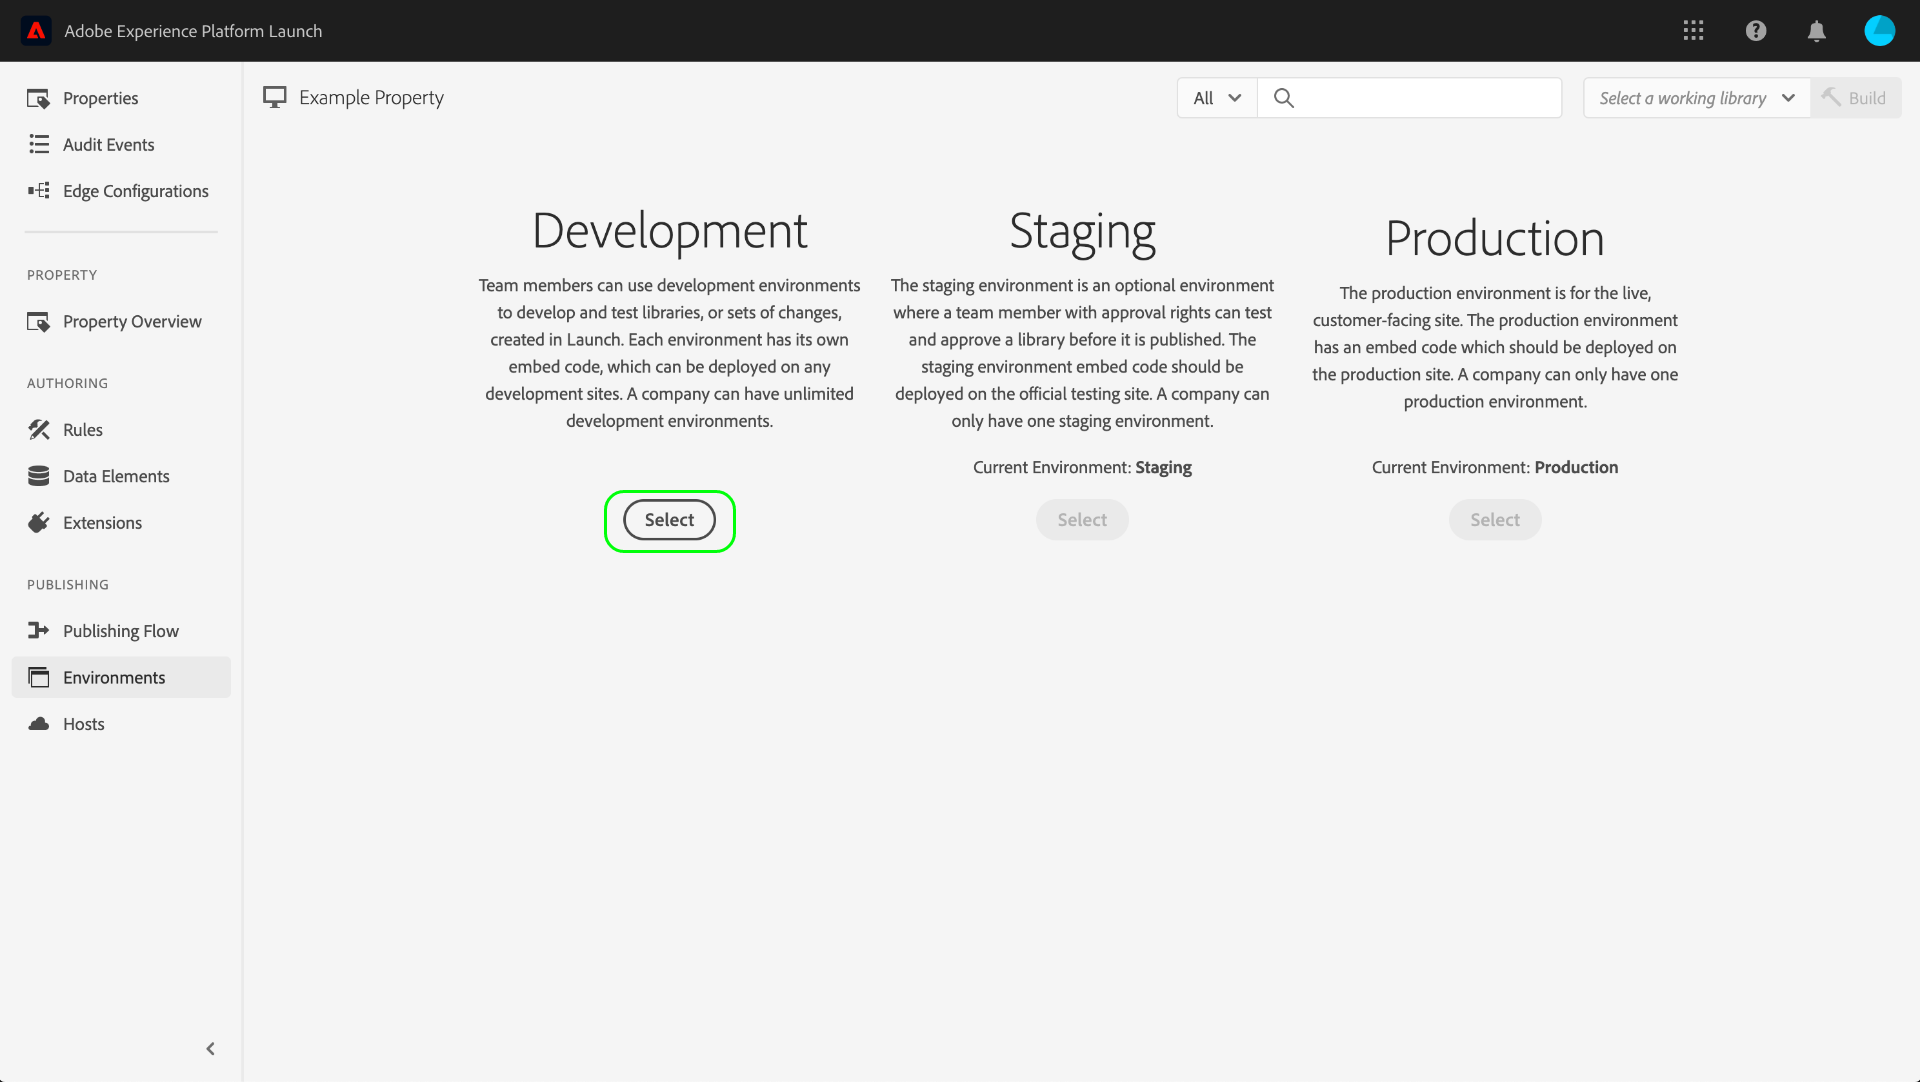 Adobe Experience Platform Launch
Properties
Audit Events
Edge Configurations
PROPERTY
Property Overview
AUTHORING
Rules
Data Elements
Extensions
PUBLISHING
Publishing Flow
Environments
Hosts
Example Property
All
Select a working library
Build
Development
Team members can use development environments
to develop and test libraries, or sets of changes,
created in Launch. Each environment has its own
embed code, which can be deployed on any
development sites. A company can have unlimited
development environments.
Select
Staging
The staging environment is an optional environment
where a team member with approval rights can test
and approve a library before it is published. The
staging environment embed code should be
deployed on the official testing site. A company can
only have one staging environment.
Current Environment: Staging
Select
Production
The production environment is for the live,
customer-facing site. The production environment
has an embed code which should be deployed on
the production site. A company can only have one
production environment.
Current Environment: Production
Select